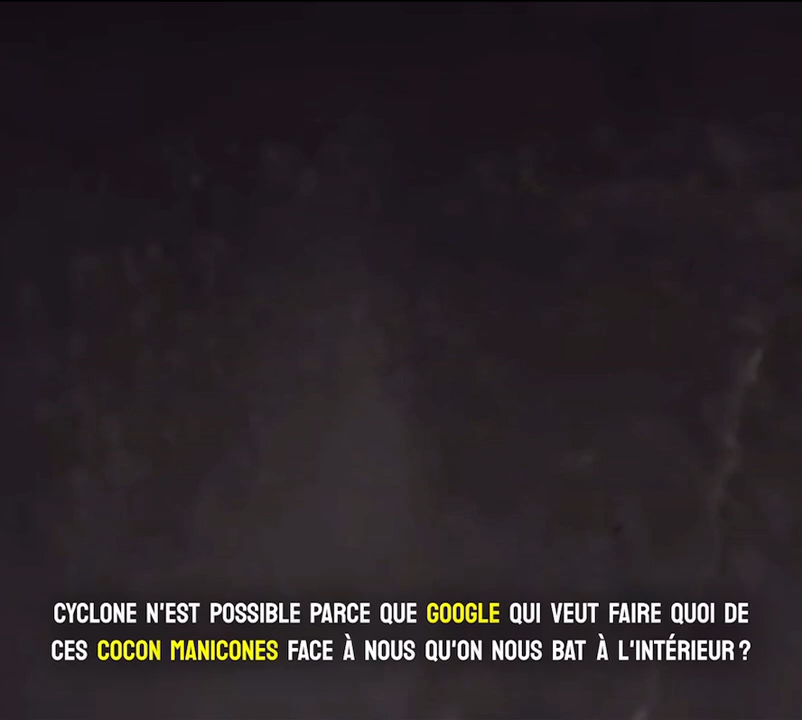 CYCLONE N'EST POSSIBLE PARCE QUE GOOGLE QUI VEUT FAIRE QUOI DE
CES COCON MANICONES FACE À NOUS QU'ON NOUS BAT À L'INTÉRIEUR ?